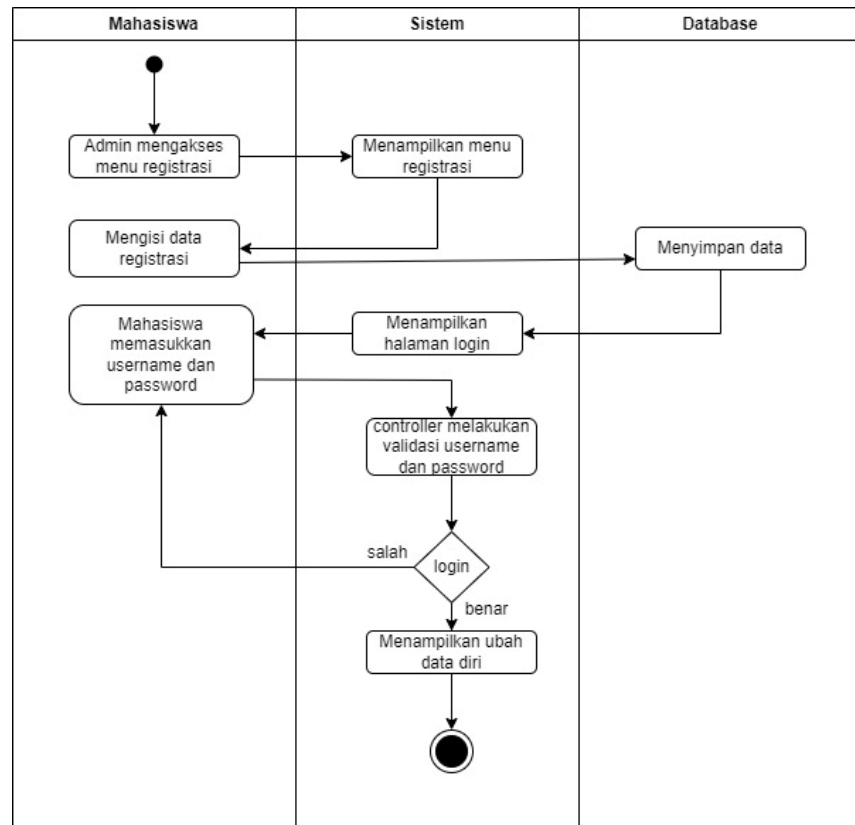 Mahasiswa
Sistem
Database
Admin mengakses
menu registrasi
Menampilkan menu
registrasi
Mengisi data
registrasi
Menyimpan data
Mahasiswa
memasukkan
username dan
password
Menampilkan
halaman login
controller melakukan
validasi username
dan password
salah
login
benar
Menampilkan ubah
data diri